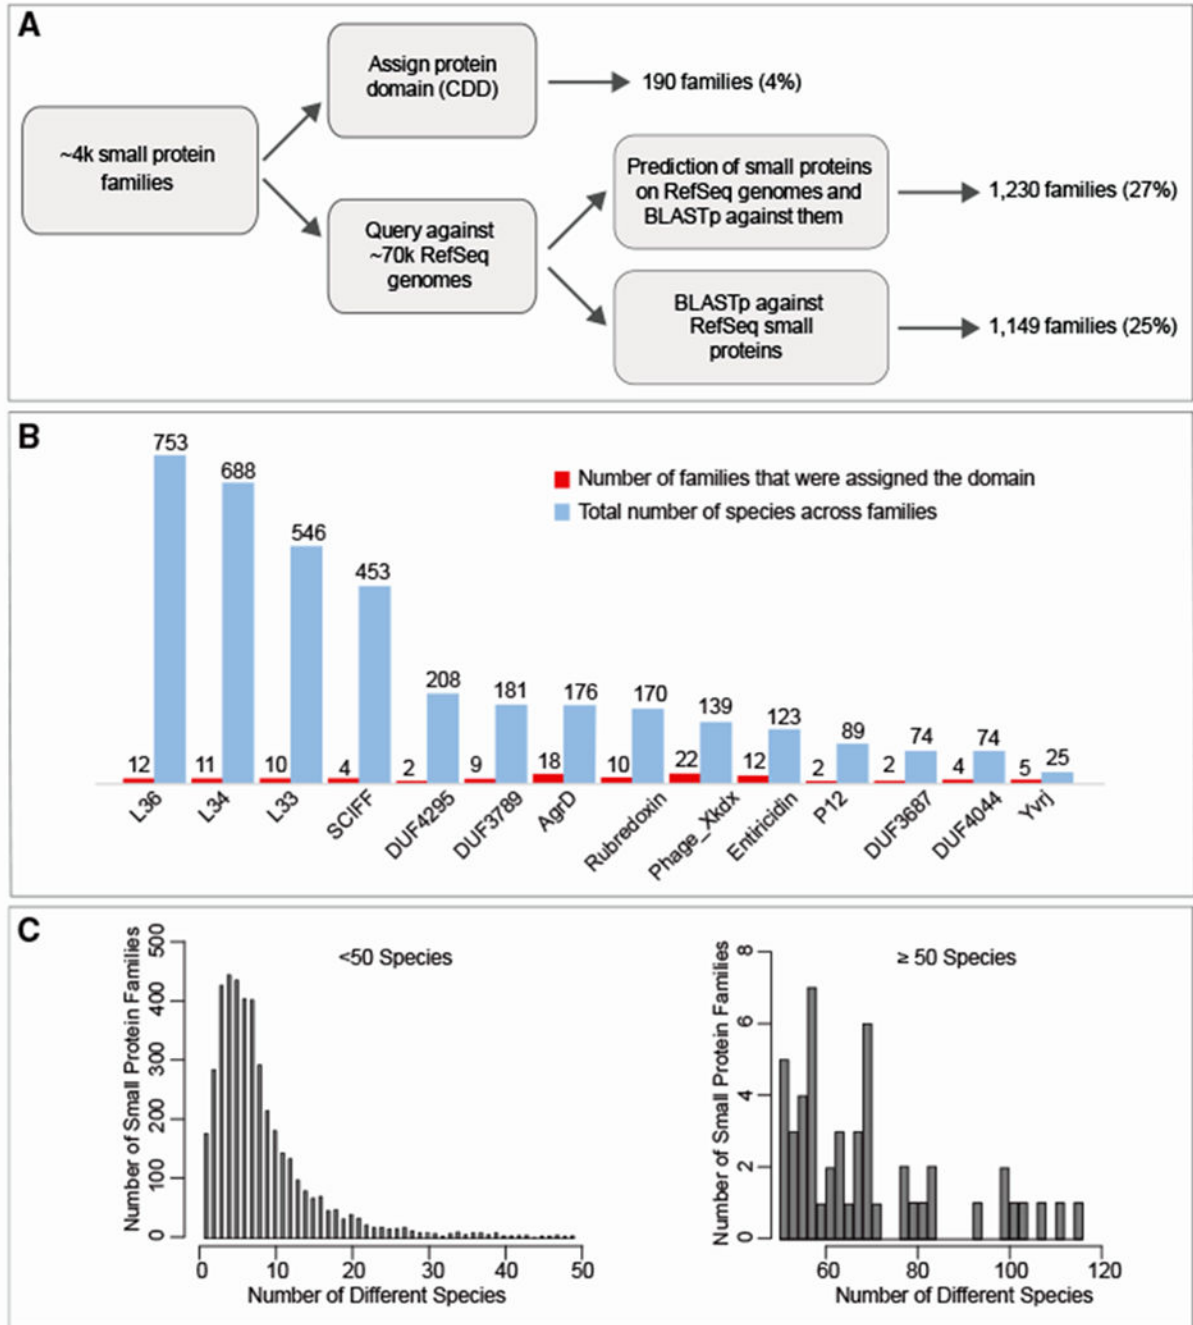 A
Assign protein
domain (CDD)
190 families (4%)
~4k small protein
families
Prediction of small proteins
on RefSeq genomes and
BLASTp against them
1,230 families (27%)
Query against
~70k RefSeq
genomes
BLASTp against
RefSeq small
proteins
1,149 families (25%)
B
Number of families that were assigned the domain
Total number of species across families
753
688
546
453
208
181
176
170
139
123
89
74
74
25
12
11
10
4
2
9
18
10
22
12
2
2
4
5
L36
L34
L33
SCIFF
DUF4295
DUF3789
AgrD
Rubredoxin
Phage_Xkdx
Entiricidin
P12
DUF3687
DUF4044
Yvrj
C
<50 Species
Number of Small Protein Families
0
100
200
300
400
500
0 10 20 30 40 50
Number of Different Species
≥ 50 Species
Number of Small Protein Families
0
2
4
6
8
60 80 100 120
Number of Different Species